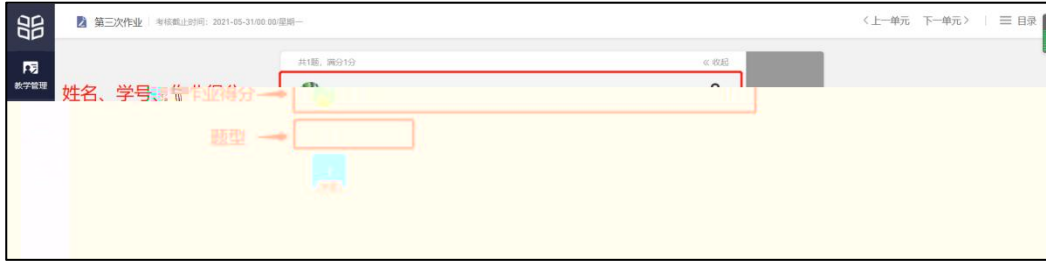 第三次作业 考核截止时间：2021-05-31/00:00/星期一 <上一单元 下一单元> 目录
共1题，满分1分 《 收起
教学管理
姓名、学号、作业得分
题型